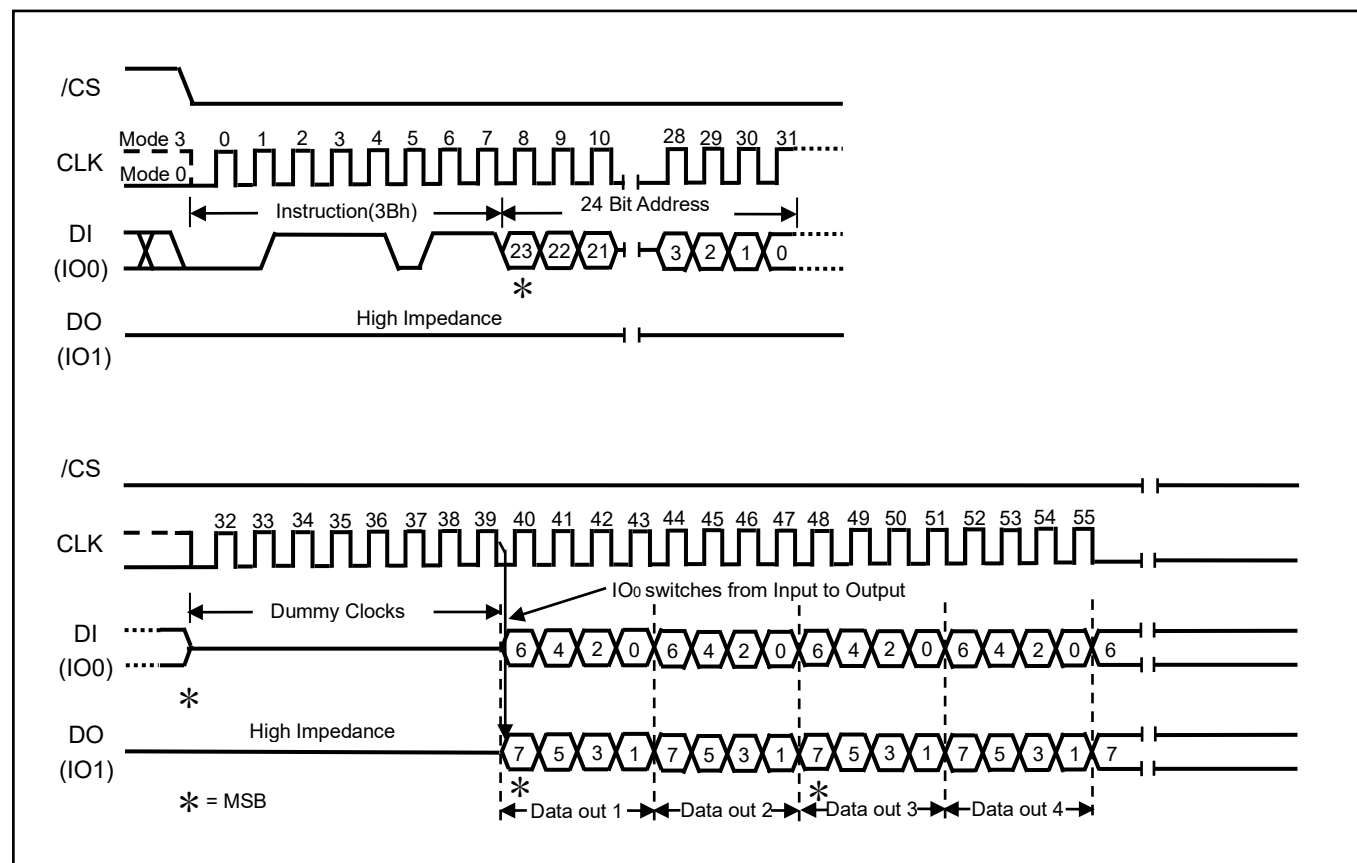 /CS
Mode 3 0 1 2 3 4 5 6 7 8 9 10 28 29 30 31
CLK
Mode 0
Instruction(3Bh) 24 Bit Address
DI
(IO0)
23 22 21 3 2 1 0
*
DO
(IO1)
High Impedance
/CS
32 33 34 35 36 37 38 39 40 41 42 43 44 45 46 47 48 49 50 51 52 53 54 55
CLK
IO0 switches from Input to Output
Dummy Clocks
DI
(IO0)
6 4 2 0 6 4 2 0 6 4 2 0 6 4 2 0 6
*
High Impedance
DO
(IO1)
7 5 3 1 7 5 3 1 7 5 3 1 7 5 3 1 7
* *
* = MSB
Data out 1 Data out 2 Data out 3 Data out 4